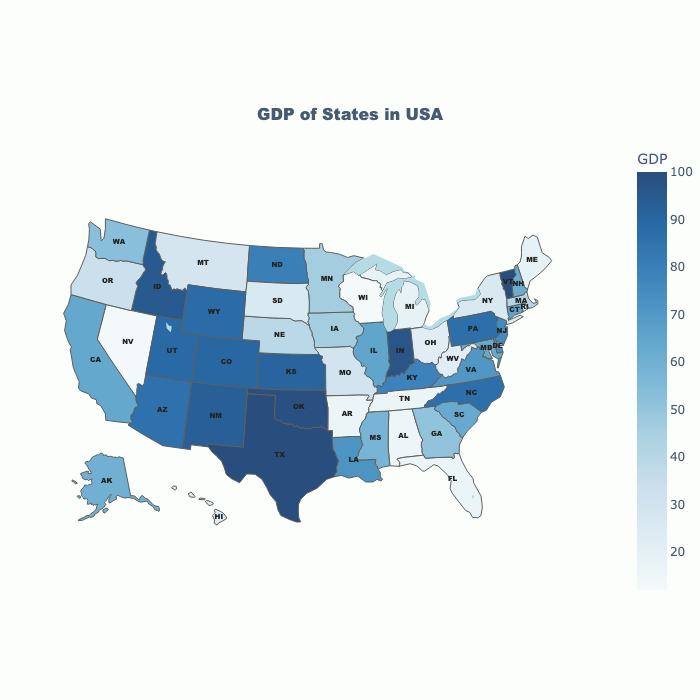 GDP of States in USA
GDP
100
90
80
70
60
50
40
30
20
WA
MT
ND
MN
ME
OR
ID
SD
WI
MI
NY
VT
NH
MA
WY
IA
NE
CT
RI
NV
UT
CO
IL
IN
OH
PA
NJ
CA
KS
MO
KY
WV
MD
DE
VA
AZ
NM
OK
AR
TN
NC
TX
LA
MS
AL
GA
SC
AK
FL
HI